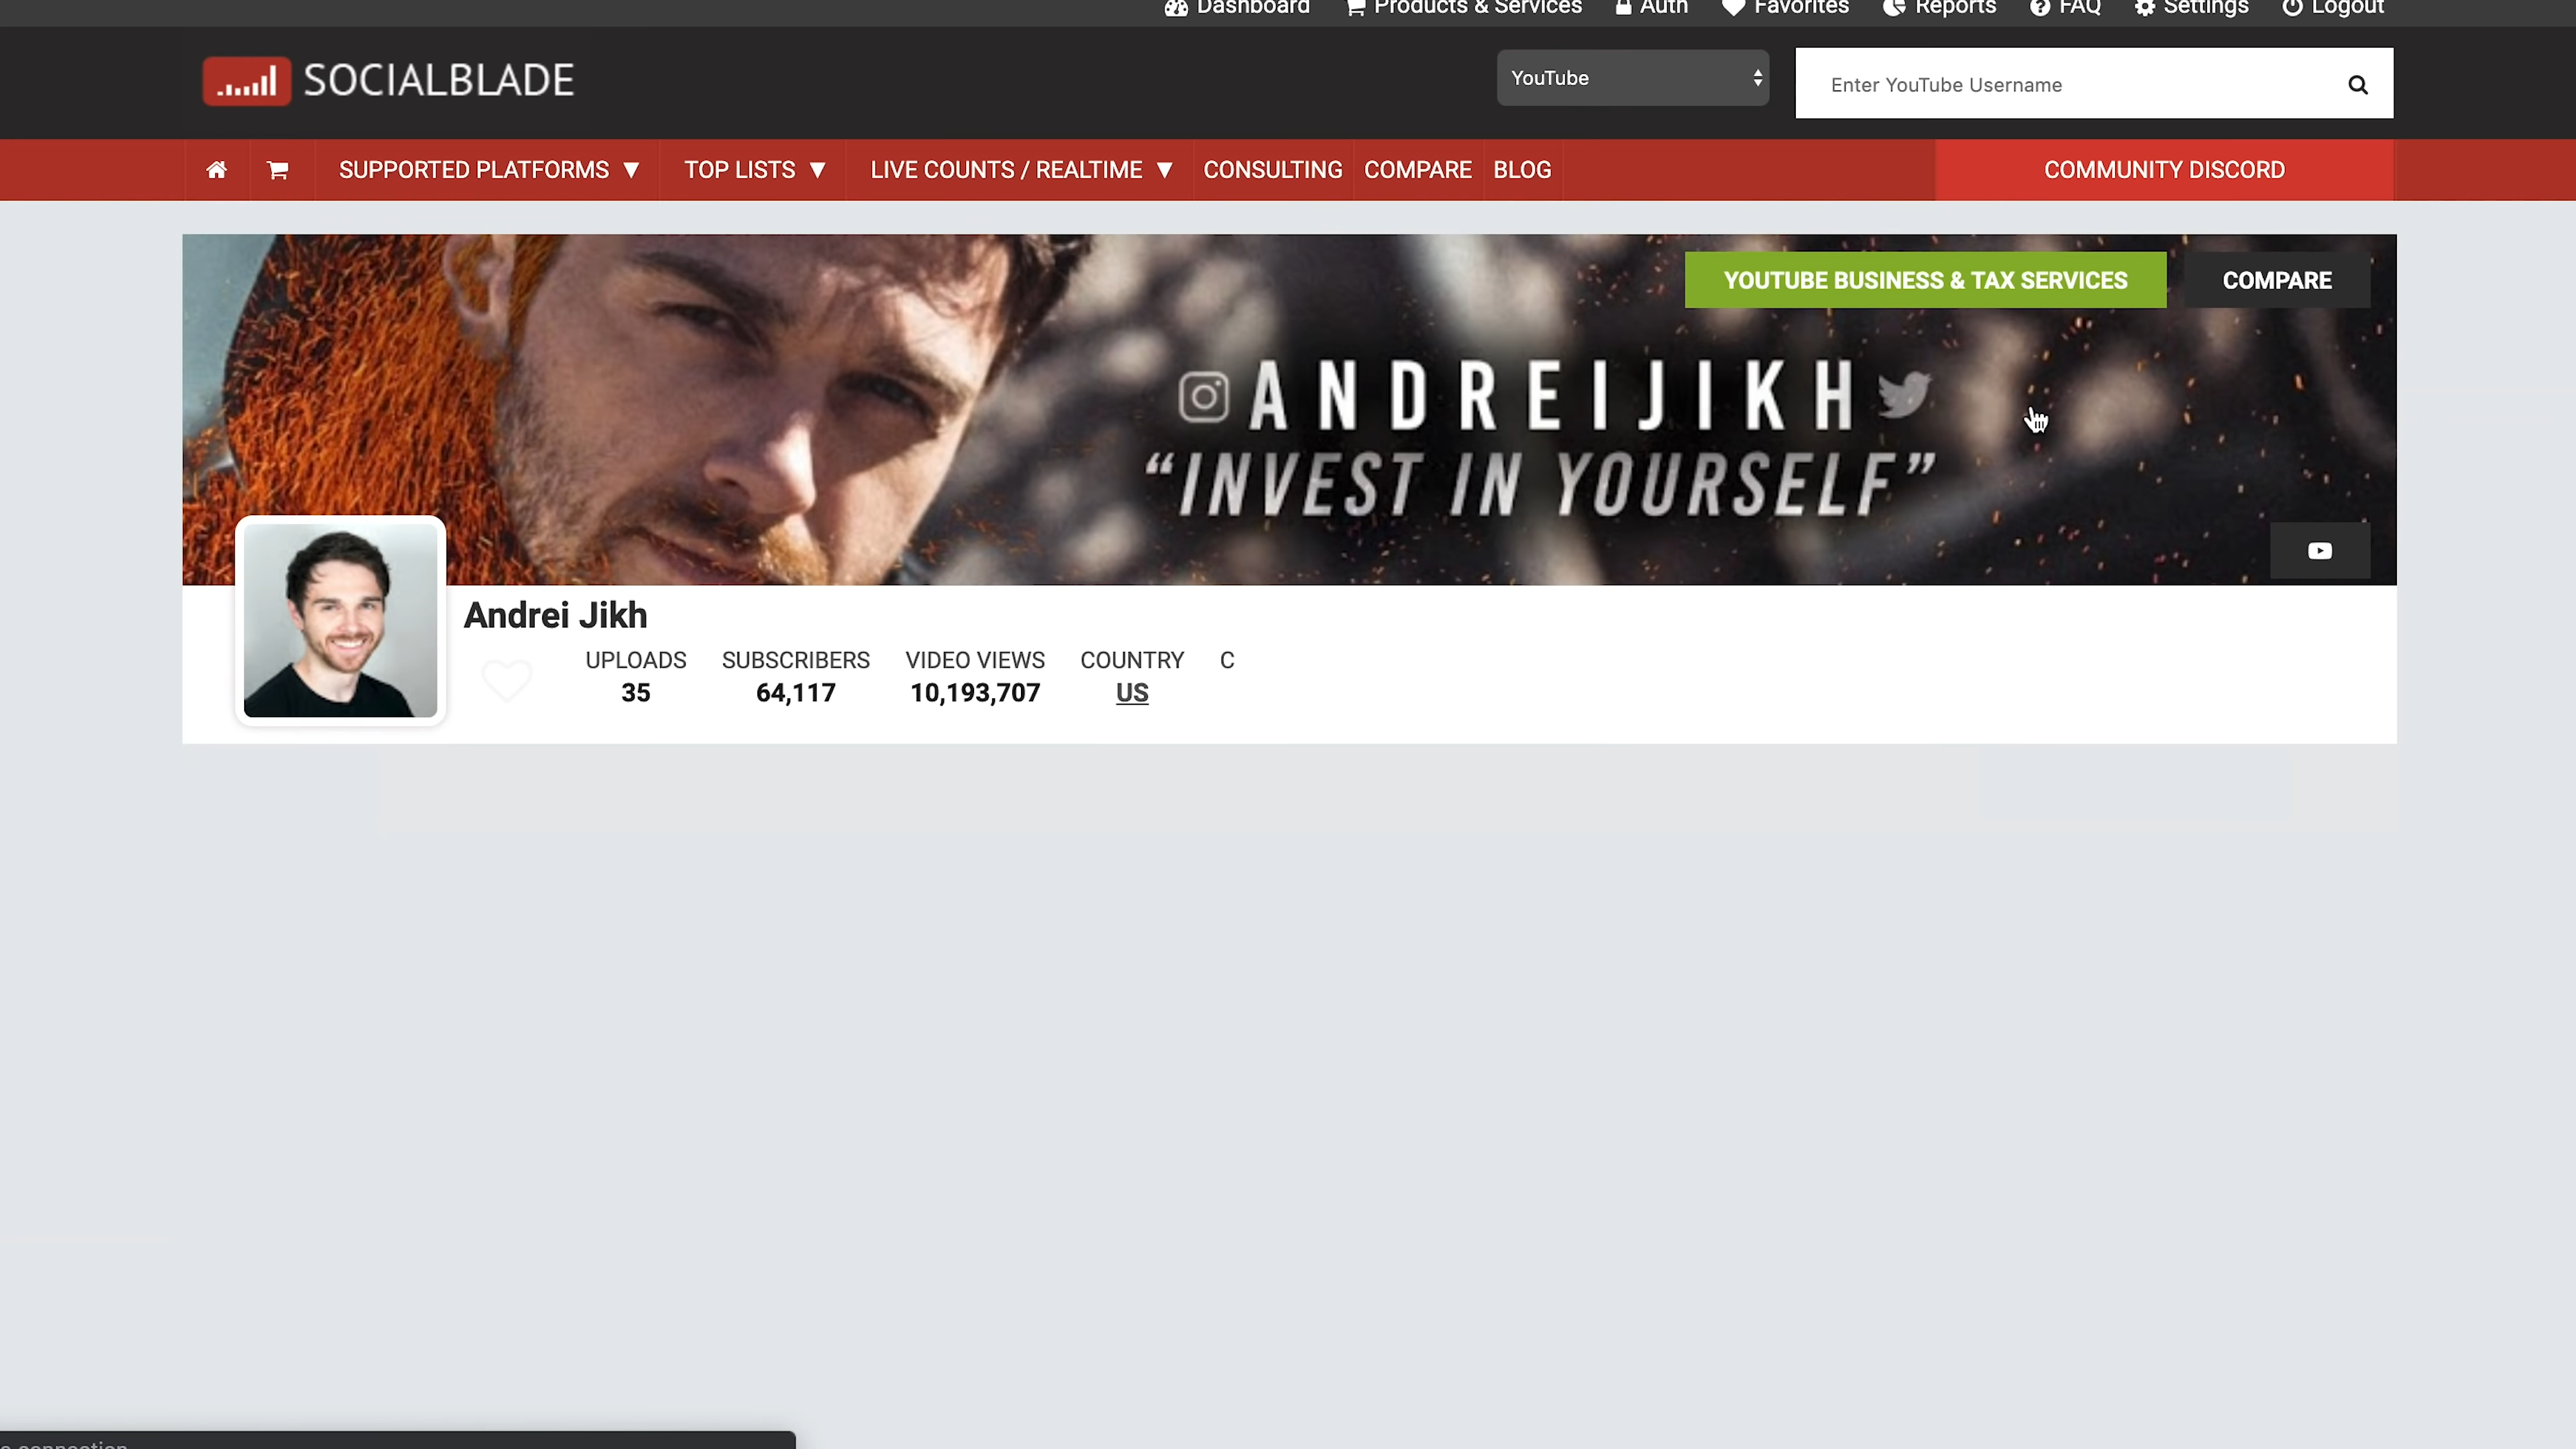 Dashboard Products & Services Auth Favorites Reports FAQ Settings Logout
SOCIALBLADE
YouTube
Enter YouTube Username
SUPPORTED PLATFORMS ▼ TOP LISTS ▼ LIVE COUNTS / REALTIME ▼ CONSULTING COMPARE BLOG
COMMUNITY DISCORD
YOUTUBE BUSINESS & TAX SERVICES
COMPARE
ANDREIJIKH
“INVEST IN YOURSELF”
Andrei Jikh
UPLOADS SUBSCRIBERS VIDEO VIEWS COUNTRY C
35 64,117 10,193,707 US